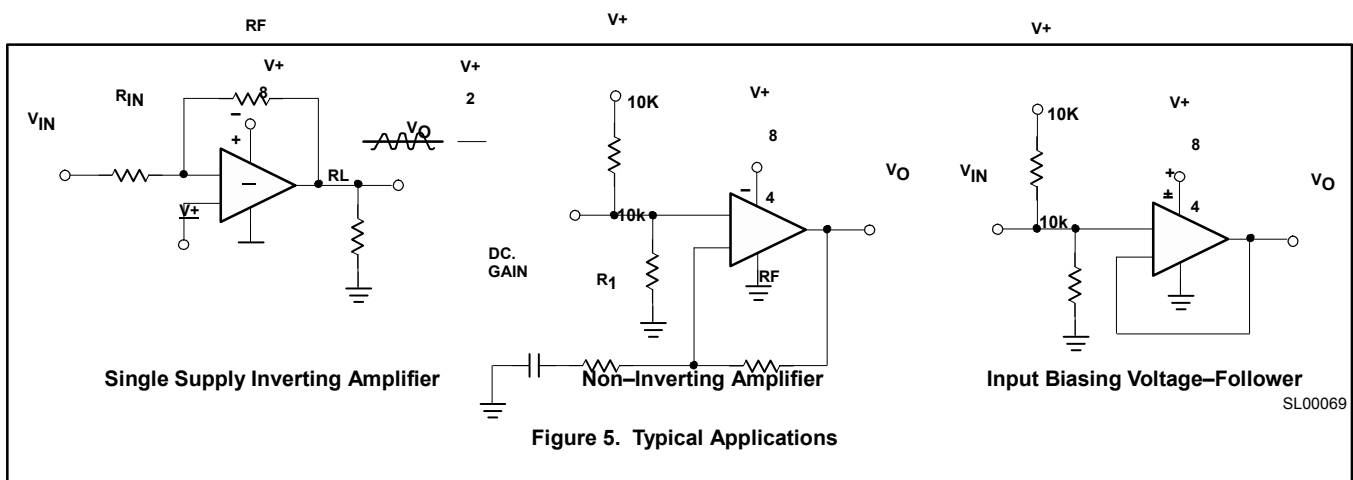 RF
V+
V+
V+
8
V+
2
RIN
VIN
–
+
VO
–
RL
V+
10K
V+
8
–
4
VO
10k
DC.
GAIN
R1
RF
10K
V+
8
VIN
+
±
4
VO
10k
Single Supply Inverting Amplifier
Non–Inverting Amplifier
Input Biasing Voltage–Follower
SL00069
Figure 5. Typical Applications